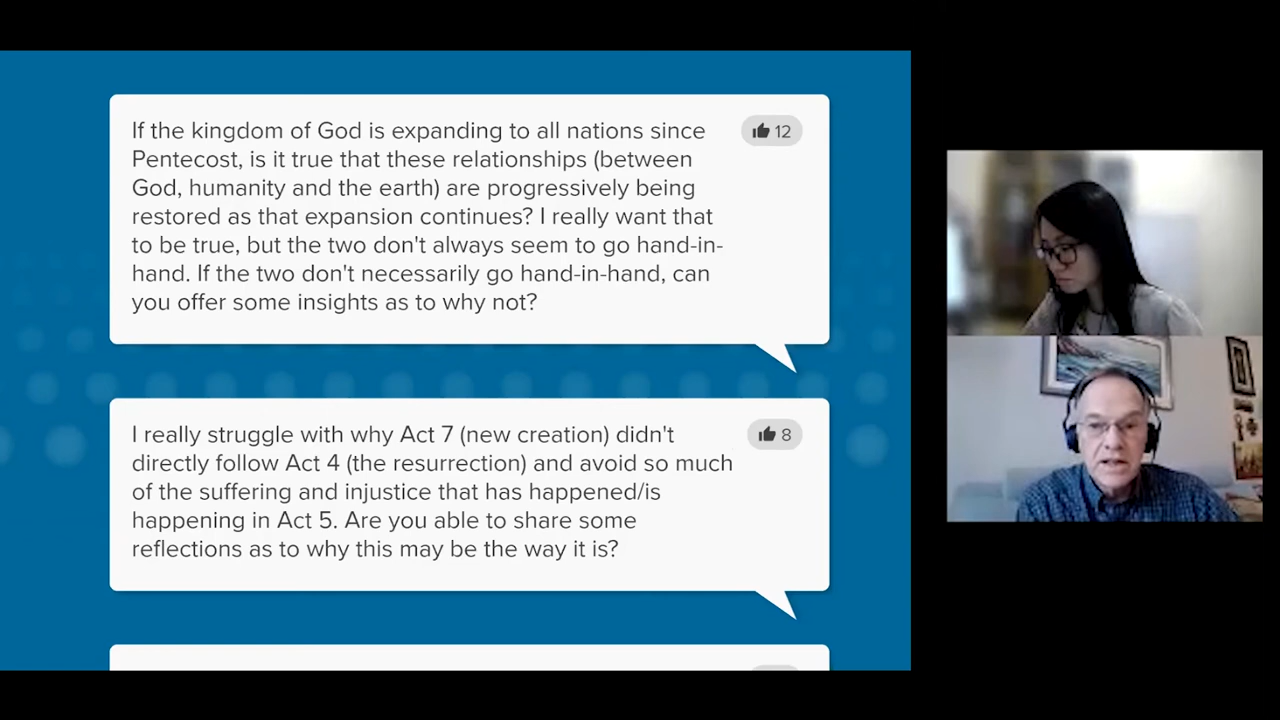 If the kingdom of God is expanding to all nations since
12
Pentecost, is it true that these relationships (between
God, humanity and the earth) are progressively being
restored as that expansion continues? I really want that
to be true, but the two don't always seem to go hand-in-
hand. If the two don't necessarily go hand-in-hand, can
you offer some insights as to why not?
I really struggle with why Act 7 (new creation) didn't
8
directly follow Act 4 (the resurrection) and avoid so much
of the suffering and injustice that has happened/is
happening in Act 5. Are you able to share some
reflections as to why this may be the way it is?